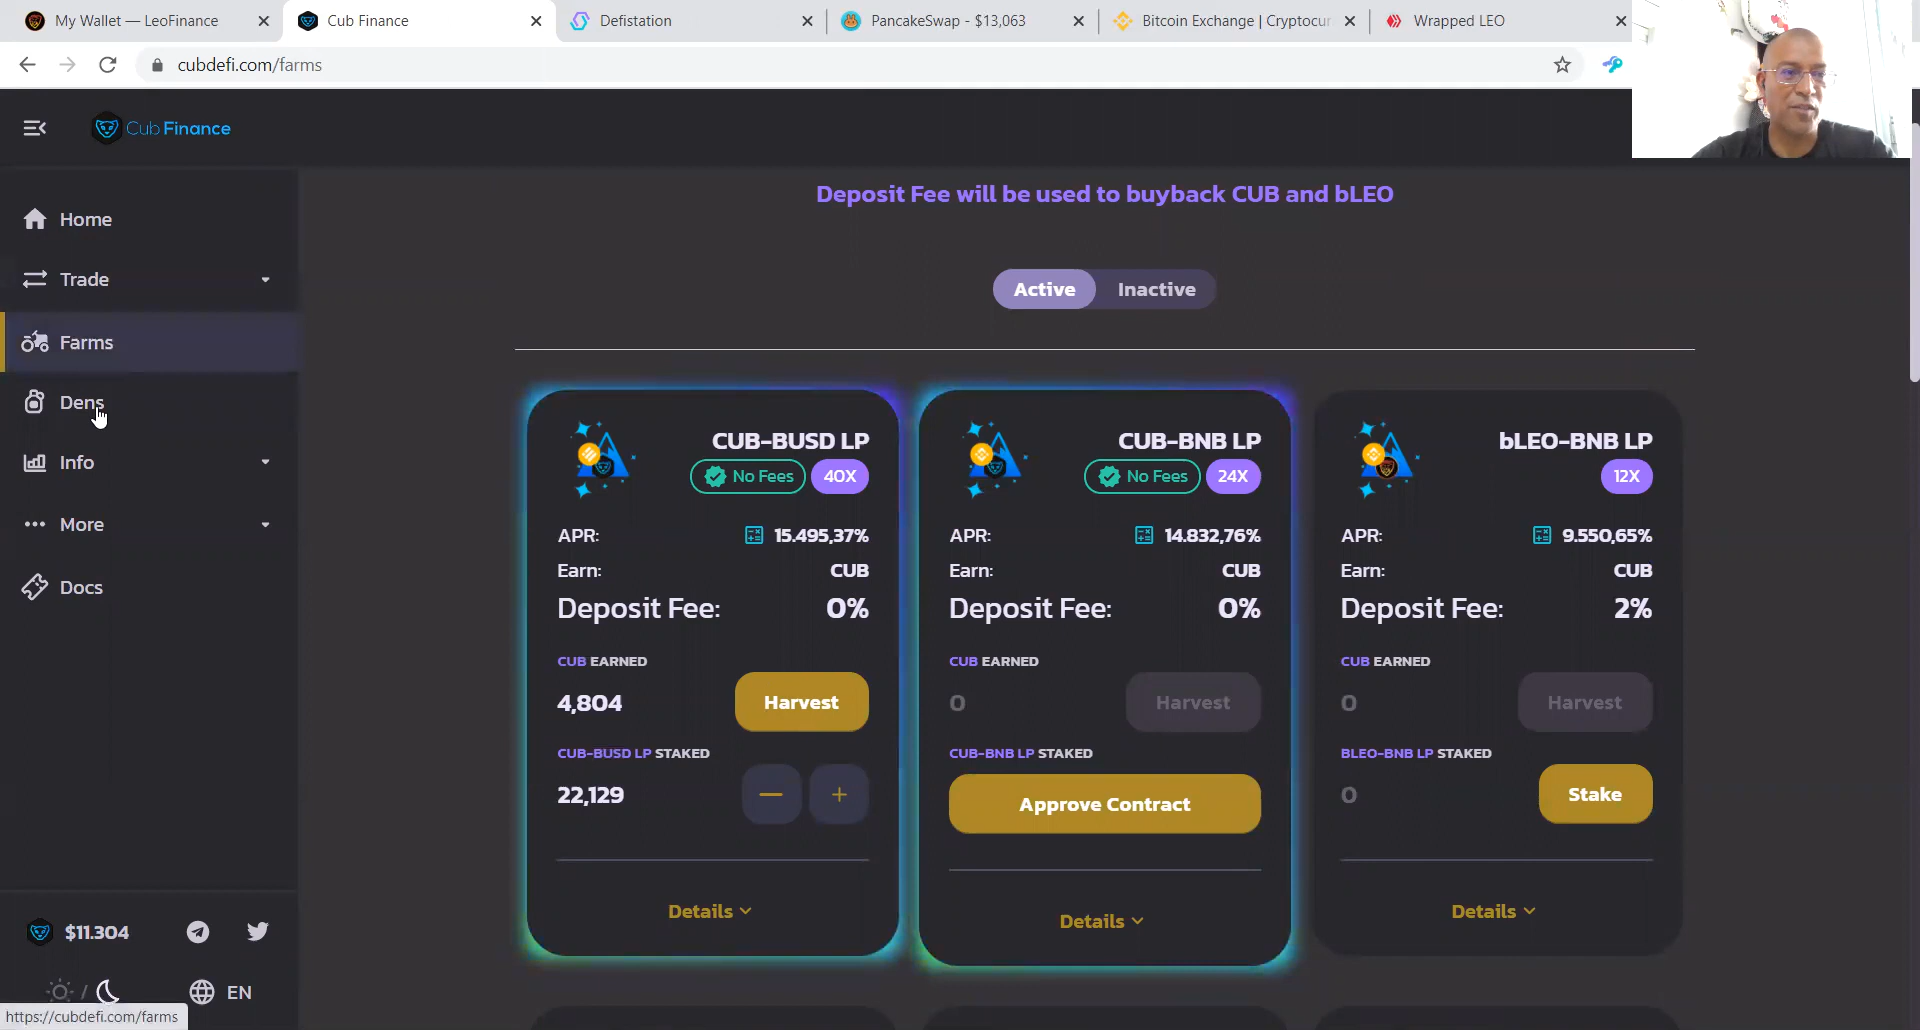 My Wallet — LeoFinance
Cub Finance
Defistation
PancakeSwap - $13,063
Bitcoin Exchange | Cryptocur
Wrapped LEO
cubdefi.com/farms
Cub Finance
Home
Trade
Farms
Dens
Info
More
Docs
$11.304
/
EN
https://cubdefi.com/farms
Deposit Fee will be used to buyback CUB and bLEO
Active Inactive
CUB-BUSD LP
No Fees 40X
APR: 15.495,37%
Earn: CUB
Deposit Fee: 0%
CUB EARNED
4,804 Harvest
CUB-BUSD LP STAKED
22,129 — +
Details
CUB-BNB LP
No Fees 24X
APR: 14.832,76%
Earn: CUB
Deposit Fee: 0%
CUB EARNED
0 Harvest
CUB-BNB LP STAKED
Approve Contract
Details
bLEO-BNB LP
12X
APR: 9.550,65%
Earn: CUB
Deposit Fee: 2%
CUB EARNED
0 Harvest
BLEO-BNB LP STAKED
0 Stake
Details